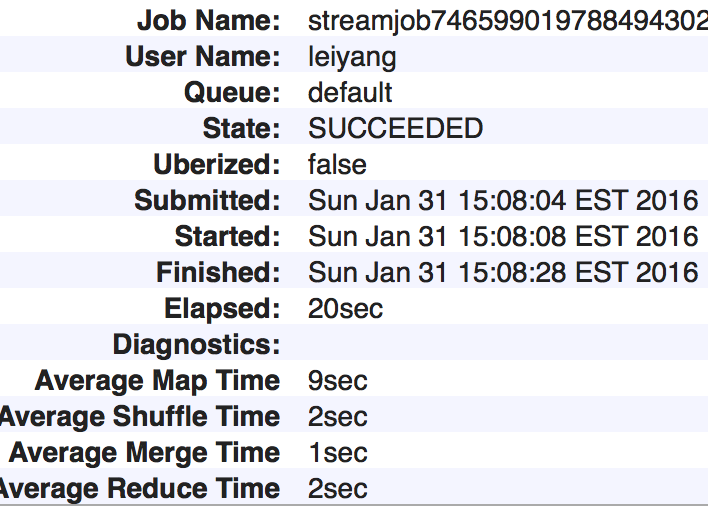 Job Name: streamjob746599019788494302
User Name: leiyang
Queue: default
State: SUCCEEDED
Uberized: false
Submitted: Sun Jan 31 15:08:04 EST 2016
Started: Sun Jan 31 15:08:08 EST 2016
Finished: Sun Jan 31 15:08:28 EST 2016
Elapsed: 20sec
Diagnostics:
Average Map Time 9sec
Average Shuffle Time 2sec
Average Merge Time 1sec
Average Reduce Time 2sec